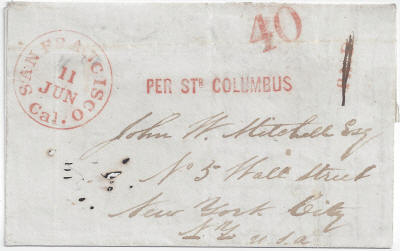 40
SAN FRANCISCO
11
JUN
Cal.
PER STR COLUMBUS
John W. Mitchell Esq
No 5 Wall Street
New York City
N.Y. usa